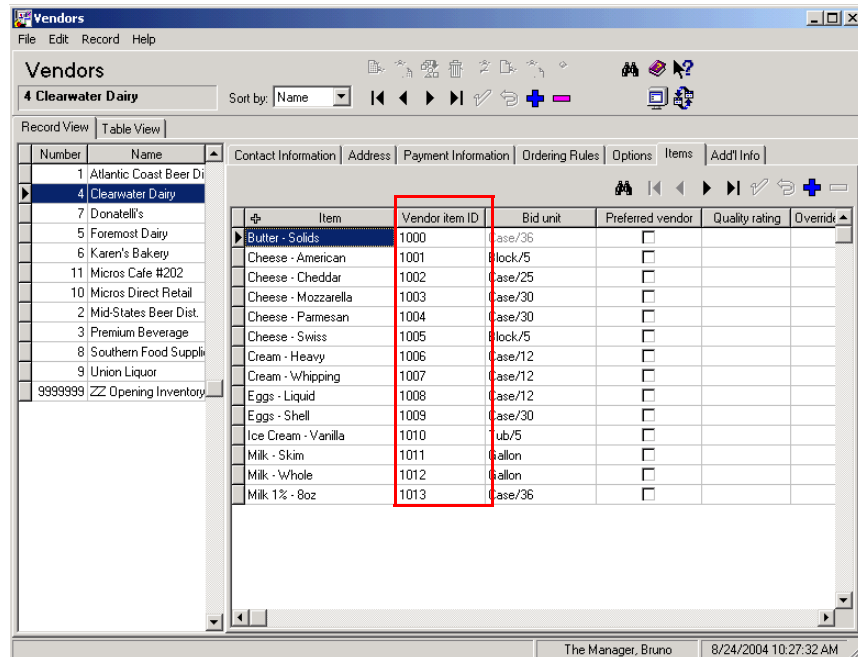 Vendors
File Edit Record Help
Vendors
4 Clearwater Dairy
Sort by: Name
Record View Table View
Number Name
1 Atlantic Coast Beer Di
4 Clearwater Dairy
7 Donatelli's
5 Foremost Dairy
6 Karen's Bakery
11 Micros Cafe #202
10 Micros Direct Retail
2 Mid-States Beer Dist.
3 Premium Beverage
8 Southern Food Supplie
9 Union Liquor
9999999 ZZ Opening Inventory
Contact Information Address Payment Information Ordering Rules Options Items Add'l Info
Item Vendor item ID Bid unit Preferred vendor Quality rating Override
Butter - Solids 1000 Case/36
Cheese - American 1001 Block/5
Cheese - Cheddar 1002 Case/25
Cheese - Mozzarella 1003 Case/30
Cheese - Parmesan 1004 Case/30
Cheese - Swiss 1005 Block/5
Cream - Heavy 1006 Case/12
Cream - Whipping 1007 Case/12
Eggs - Liquid 1008 Case/12
Eggs - Shell 1009 Case/30
Ice Cream - Vanilla 1010 Tub/5
Milk - Skim 1011 Gallon
Milk - Whole 1012 Gallon
Milk 1% - 8oz 1013 Case/36
The Manager, Bruno 8/24/2004 10:27:32 AM